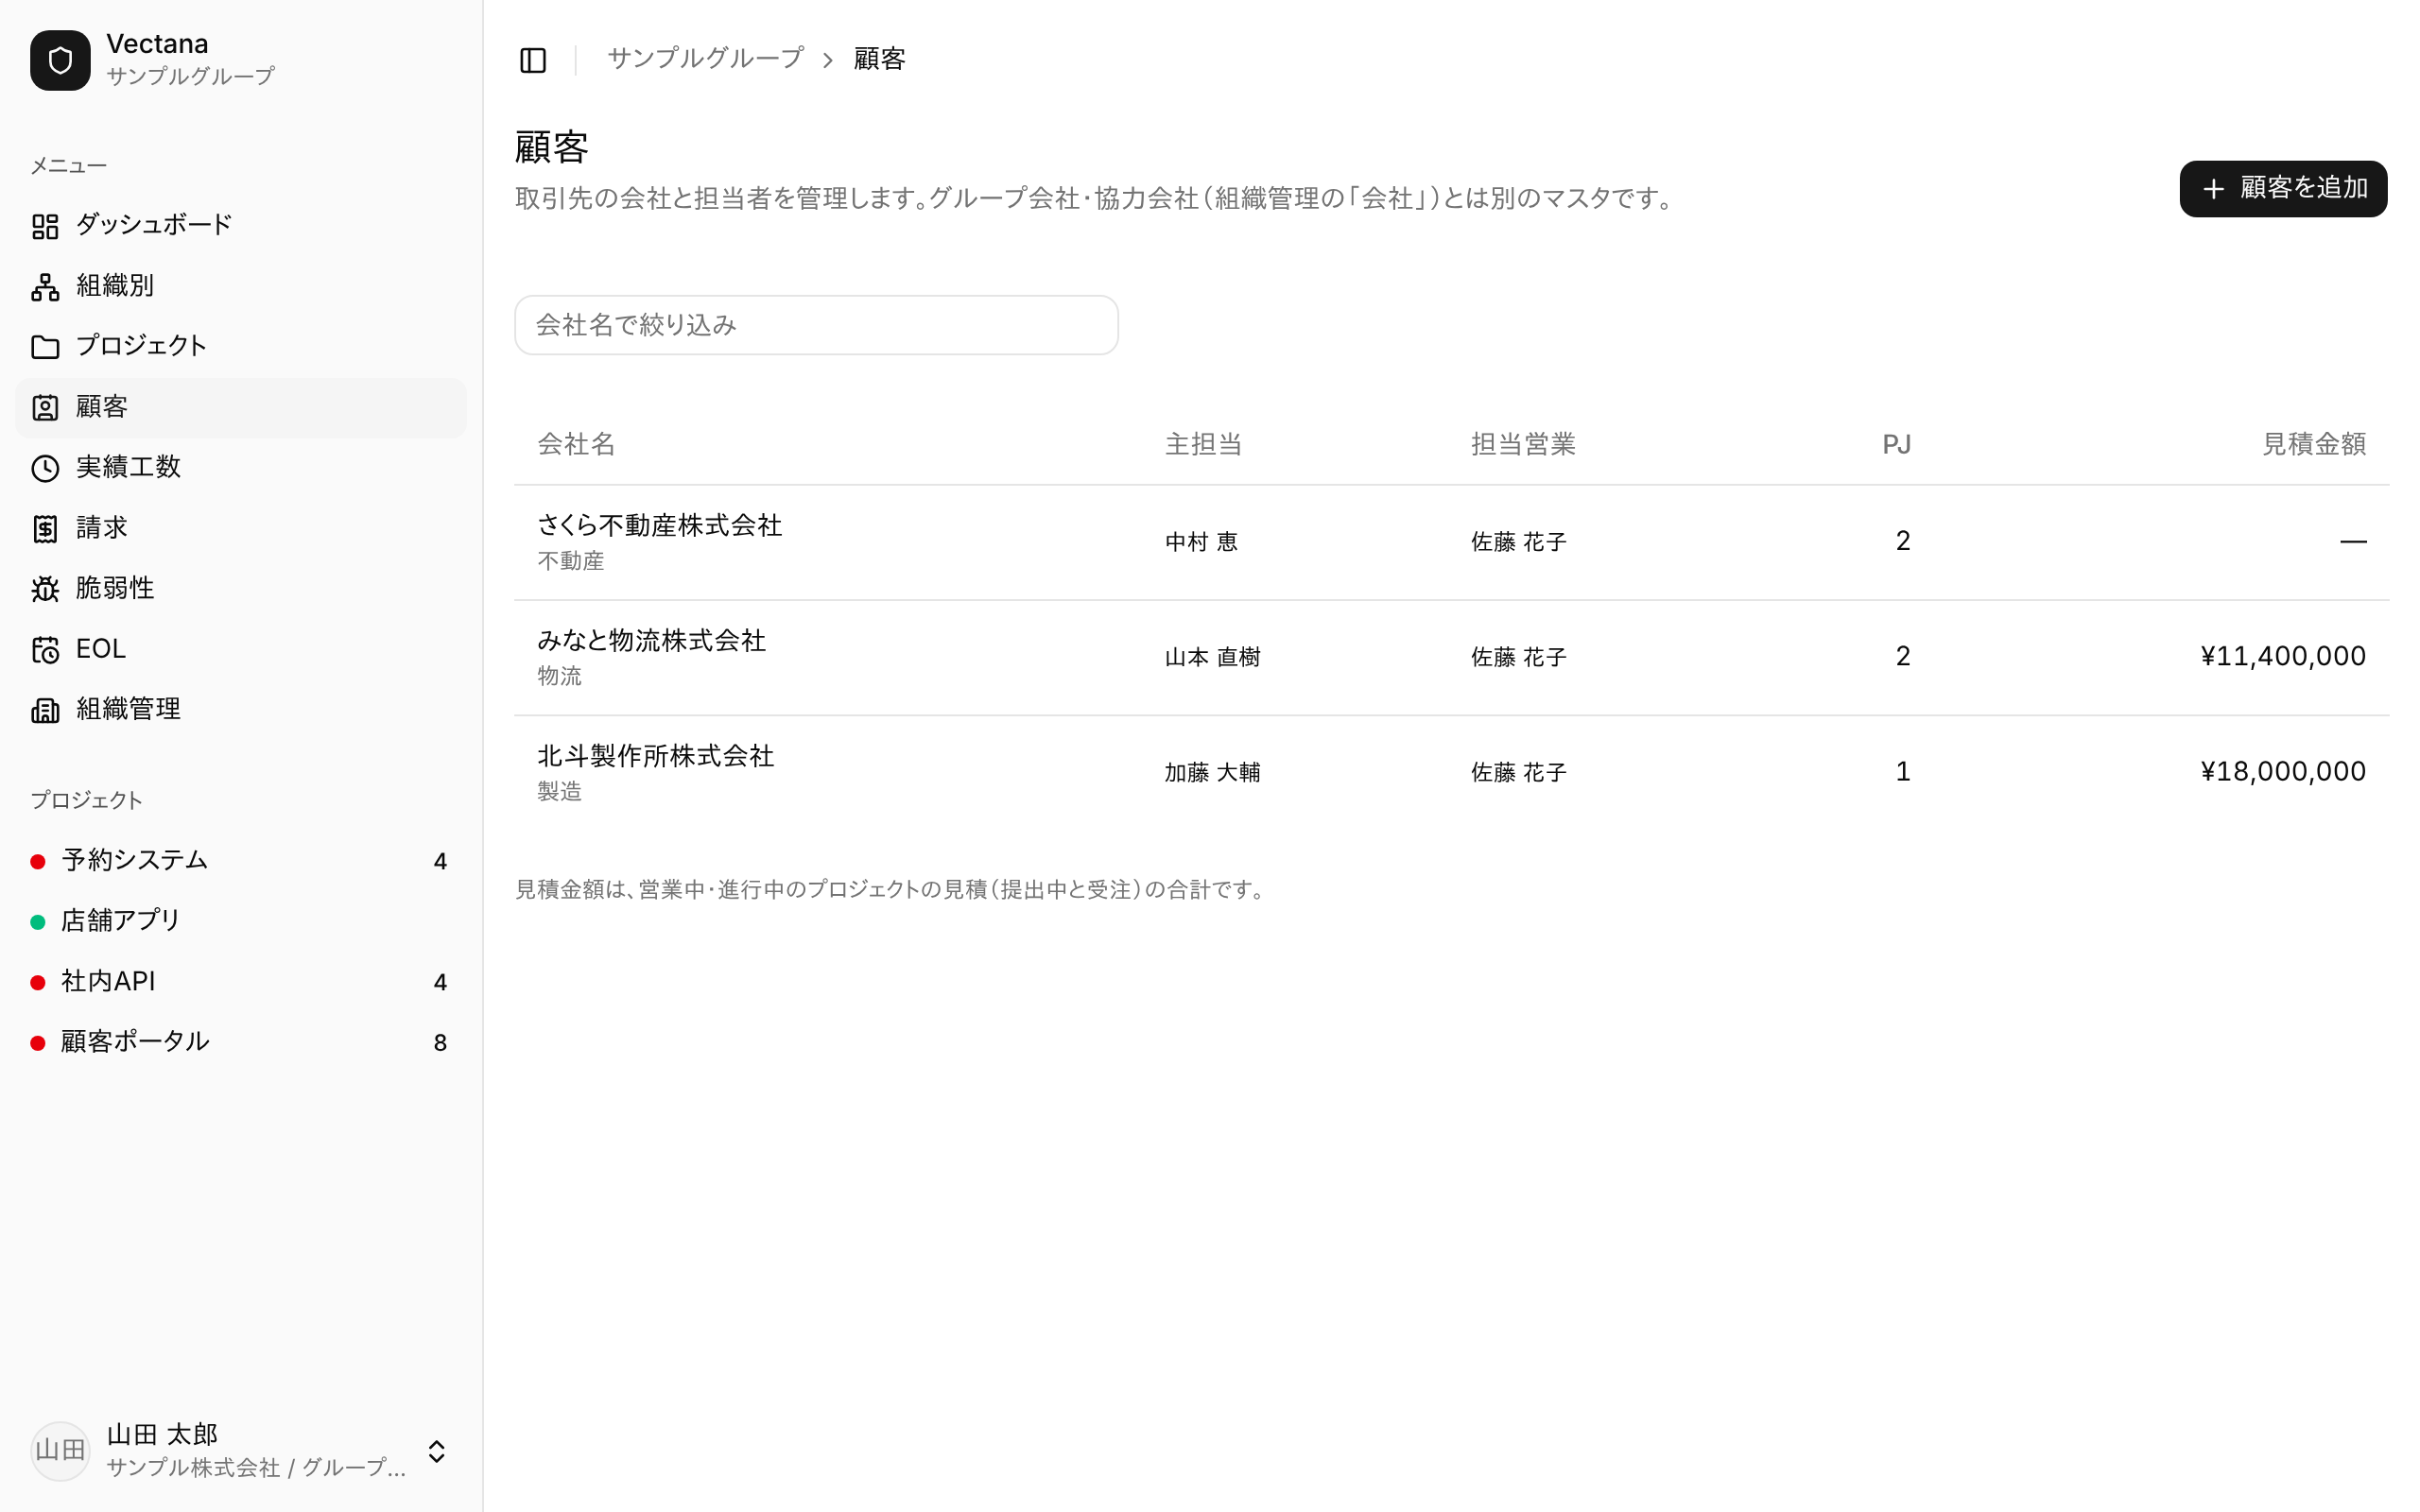 Vectana
サンプルグループ
メニュー
ダッシュボード
組織別
プロジェクト
顧客
実績工数
請求
脆弱性
EOL
組織管理
プロジェクト
予約システム 4
店舗アプリ
社内API 4
顧客ポータル 8
山田
山田 太郎
サンプル株式会社 / グループ...
サンプルグループ > 顧客
顧客
取引先の会社と担当者を管理します。グループ会社・協力会社（組織管理の「会社」）とは別のマスタです。
+ 顧客を追加
会社名で絞り込み
会社名 主担当 担当営業 PJ 見積金額
さくら不動産株式会社
不動産
中村 恵 佐藤 花子 2 —
みなと物流株式会社
物流
山本 直樹 佐藤 花子 2 ¥11,400,000
北斗製作所株式会社
製造
加藤 大輔 佐藤 花子 1 ¥18,000,000
見積金額は、営業中・進行中のプロジェクトの見積（提出中と受注）の合計です。